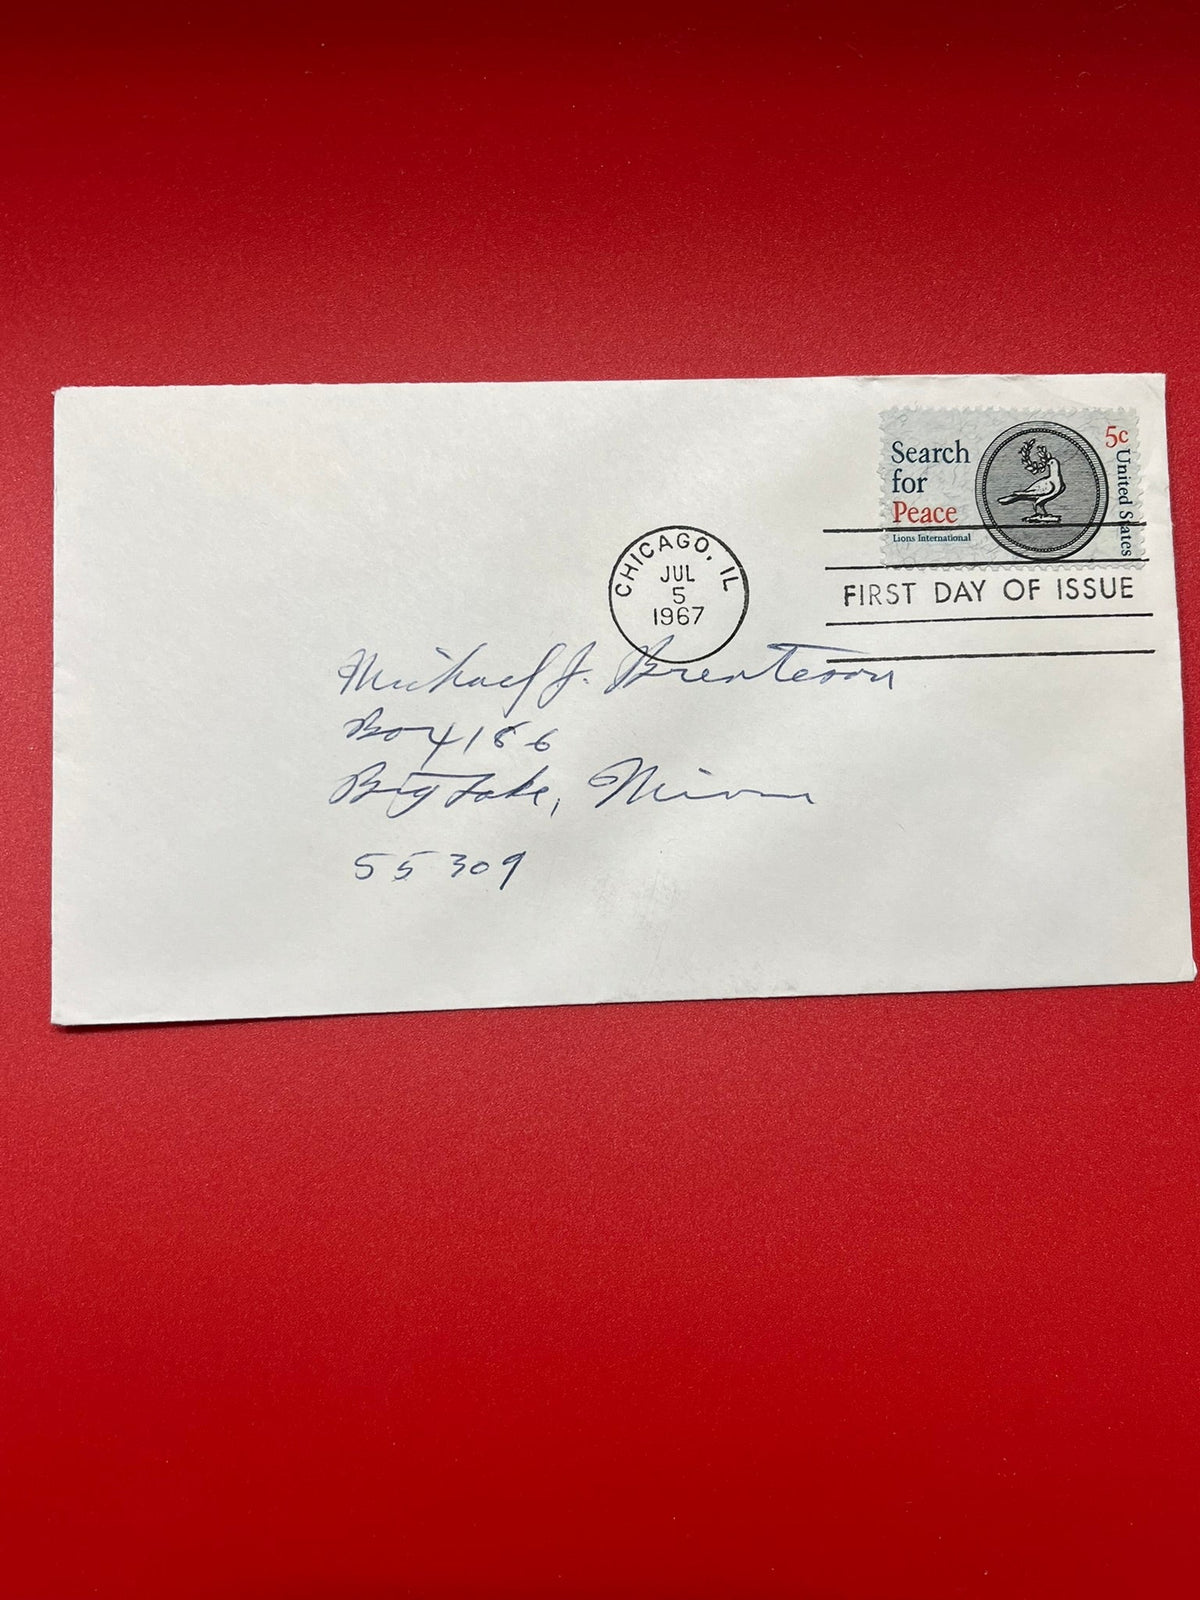 Search
for
Peace
Lions International
5c
United States
CHICAGO, IL
JUL
5
1967
FIRST DAY OF ISSUE
Michael J.
Box 186
Big Lake, Minn
55309